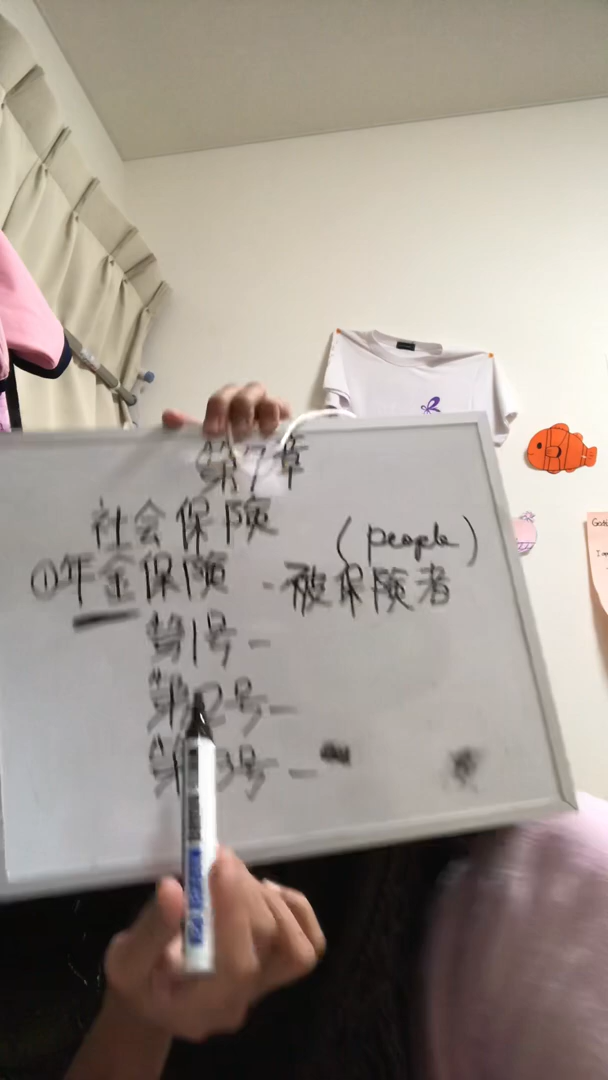 第7章
社会保険
(people)
①年金保険 - 被保険者
第1号 -
第2号 -
第3号 -